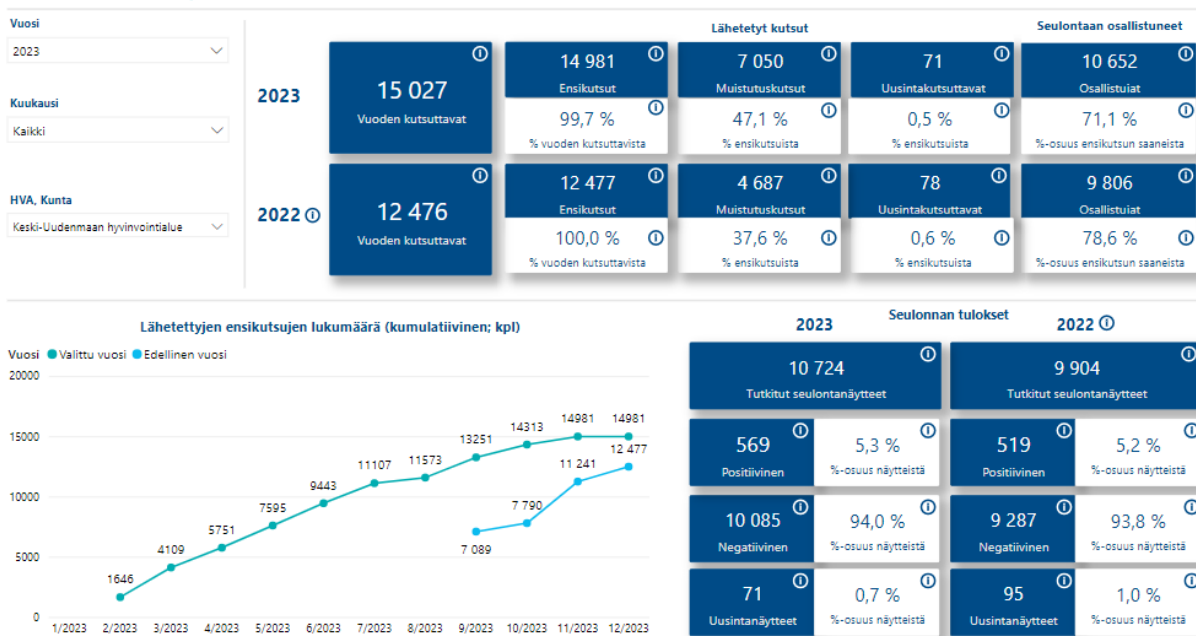 Vuosi
2023
Kuukausi
Kaikki
HVA, Kunta
Keski-Uudenmaan hyvinvointialue
Lähetetyt kutsut
Seulontaan osallistuneet
2023
15 027
Vuoden kutsuttavat
14 981
Ensikutsut
99,7 %
% vuoden kutsuttavista
7 050
Muistutuskutsut
47,1 %
% ensikutsuista
71
Uusintakutsuttavat
0,5 %
% ensikutsuista
10 652
Osallistujat
71,1 %
%-osuus ensikutsun saaneista
2022
12 476
Vuoden kutsuttavat
12 477
Ensikutsut
100,0 %
% vuoden kutsuttavista
4 687
Muistutuskutsut
37,6 %
% ensikutsuista
78
Uusintakutsuttavat
0,6 %
% ensikutsuista
9 806
Osallistujat
78,6 %
%-osuus ensikutsun saaneista
Lähetettyjen ensikutsujen lukumäärä (kumulatiivinen; kpl)
Vuosi Valittu vuosi Edellinen vuosi
20000
15000
10000
5000
0
1646
4109
5751
7595
9443
11107
11573
13251
14313
14981
14981
7 089
7 790
11 241
12 477
1/2023 2/2023 3/2023 4/2023 5/2023 6/2023 7/2023 8/2023 9/2023 10/2023 11/2023 12/2023
Seulonnan tulokset
2023
2022
10 724
Tutkitut seulontanäytteet
9 904
Tutkitut seulontanäytteet
569
Positiivinen
5,3 %
%-osuus näytteistä
519
Positiivinen
5,2 %
%-osuus näytteistä
10 085
Negatiivinen
94,0 %
%-osuus näytteistä
9 287
Negatiivinen
93,8 %
%-osuus näytteistä
71
Uusintanäytteet
0,7 %
%-osuus näytteistä
95
Uusintanäytteet
1,0 %
%-osuus näytteistä